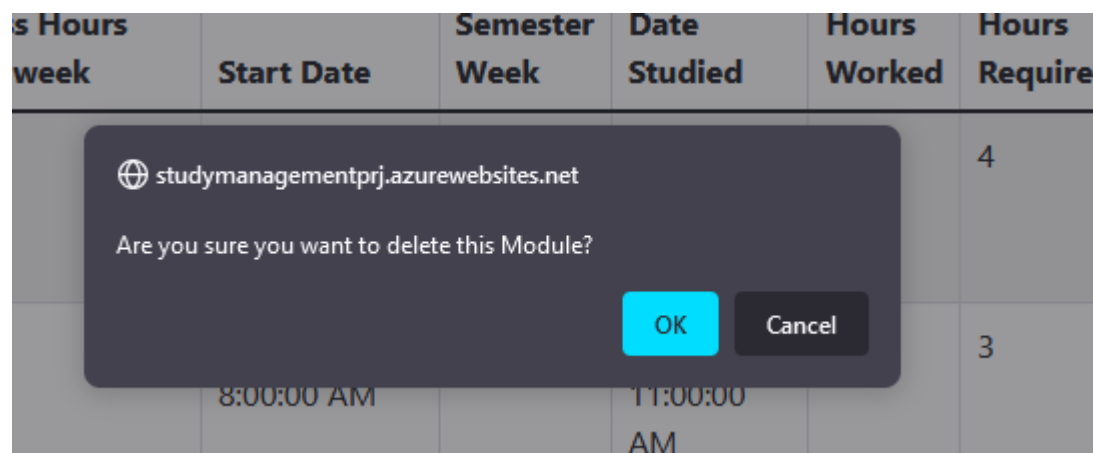 s Hours Semester Date Hours Hours
week Start Date Week Studied Worked Require
studymanagementprj.azurewebsites.net
4
Are you sure you want to delete this Module?
OK Cancel
3
8:00:00 AM 11:00:00
AM